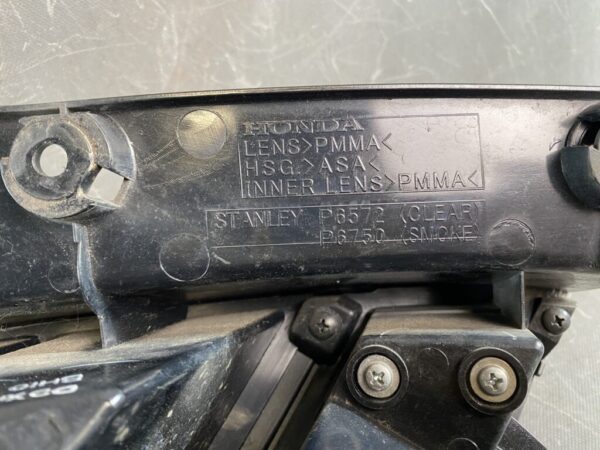 HONDA
LENS>PMMA<
HSG.>ASA<
INNER LENS>PMMA<
STANLEY P6572 (CLEAR)
P6750 (SMOKE